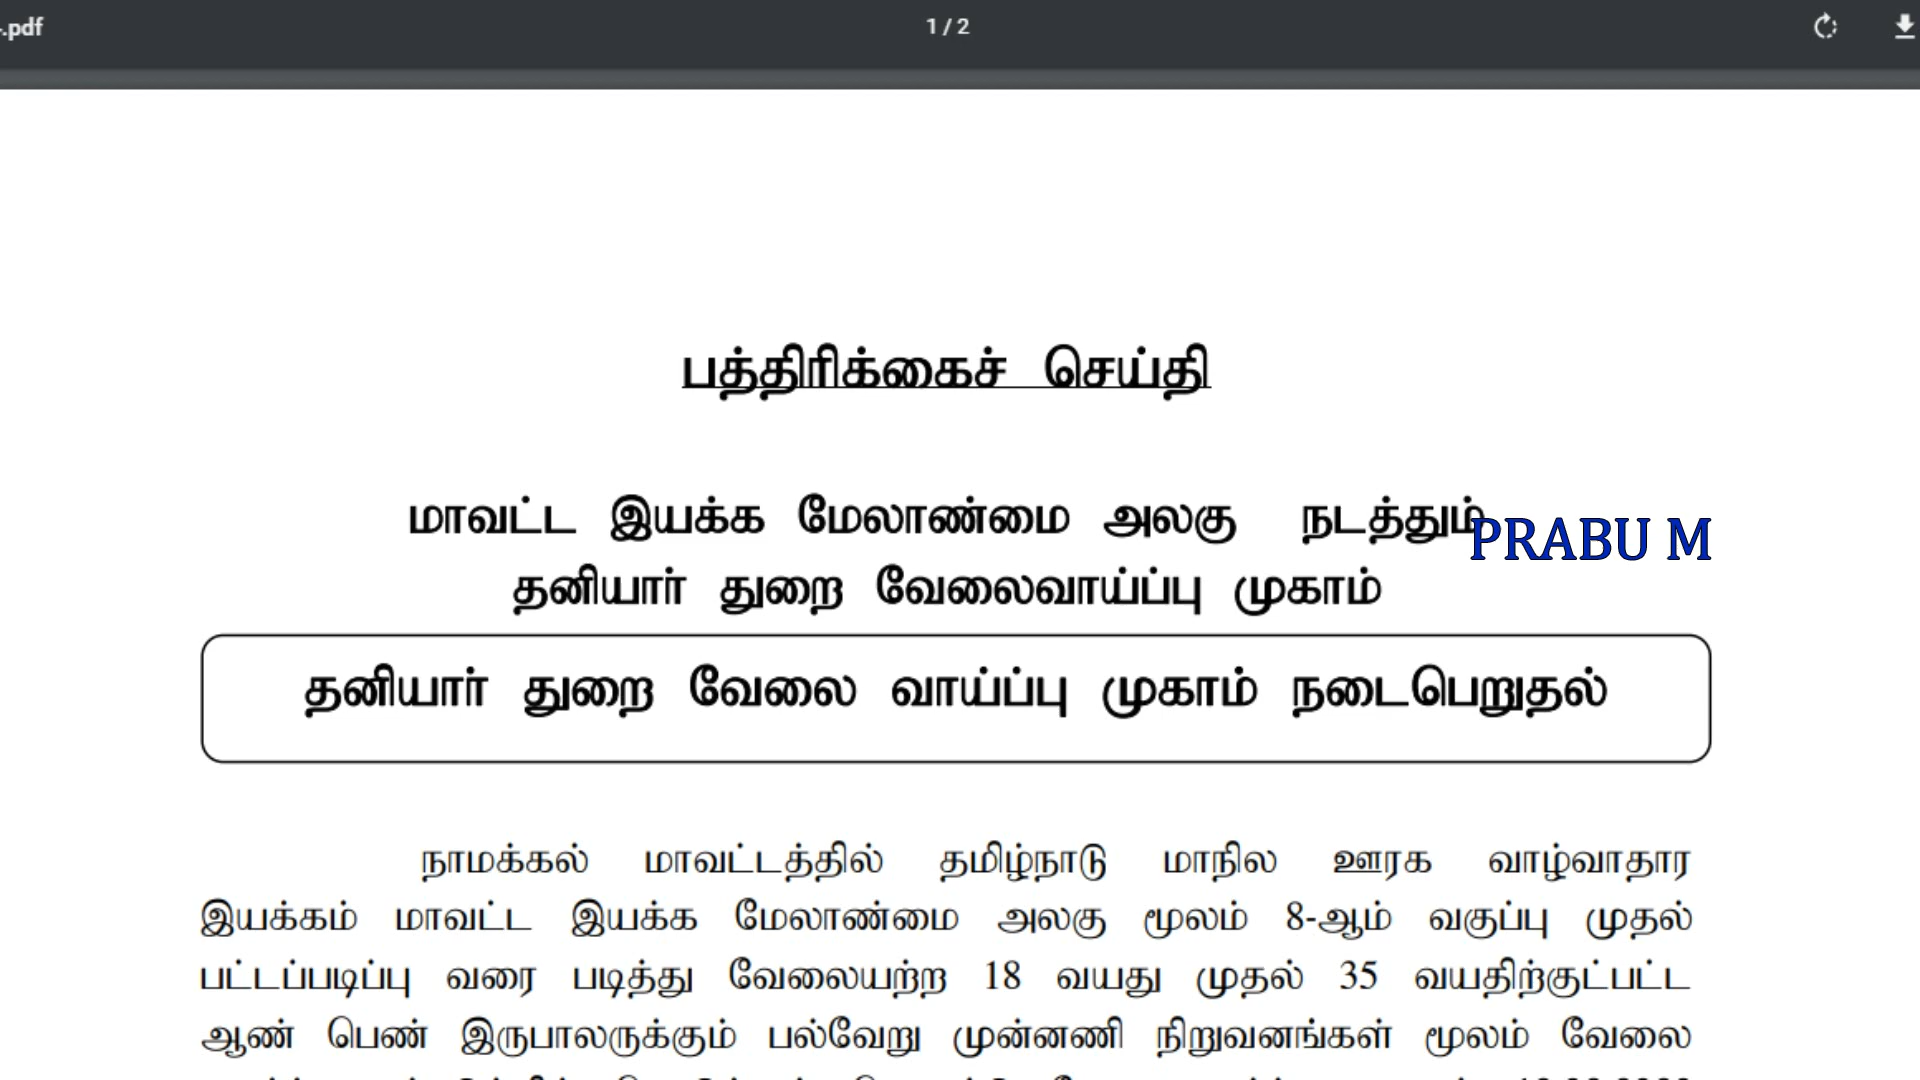 .pdf
1 / 2
பத்திரிக்கைச் செய்தி
மாவட்ட இயக்க மேலாண்மை அலகு நடத்தும்
PRABU M
தனியார் துறை வேலைவாய்ப்பு முகாம்
தனியார் துறை வேலை வாய்ப்பு முகாம் நடைபெறுதல்
நாமக்கல் மாவட்டத்தில் தமிழ்நாடு மாநில ஊரக வாழ்வாதார
இயக்கம் மாவட்ட இயக்க மேலாண்மை அலகு மூலம் 8-ஆம் வகுப்பு முதல்
பட்டப்படிப்பு வரை படித்து வேலையற்ற 18 வயது முதல் 35 வயதிற்குட்பட்ட
ஆண் பெண் இருபாலருக்கும் பல்வேறு முன்னணி நிறுவனங்கள் மூலம் வேலை